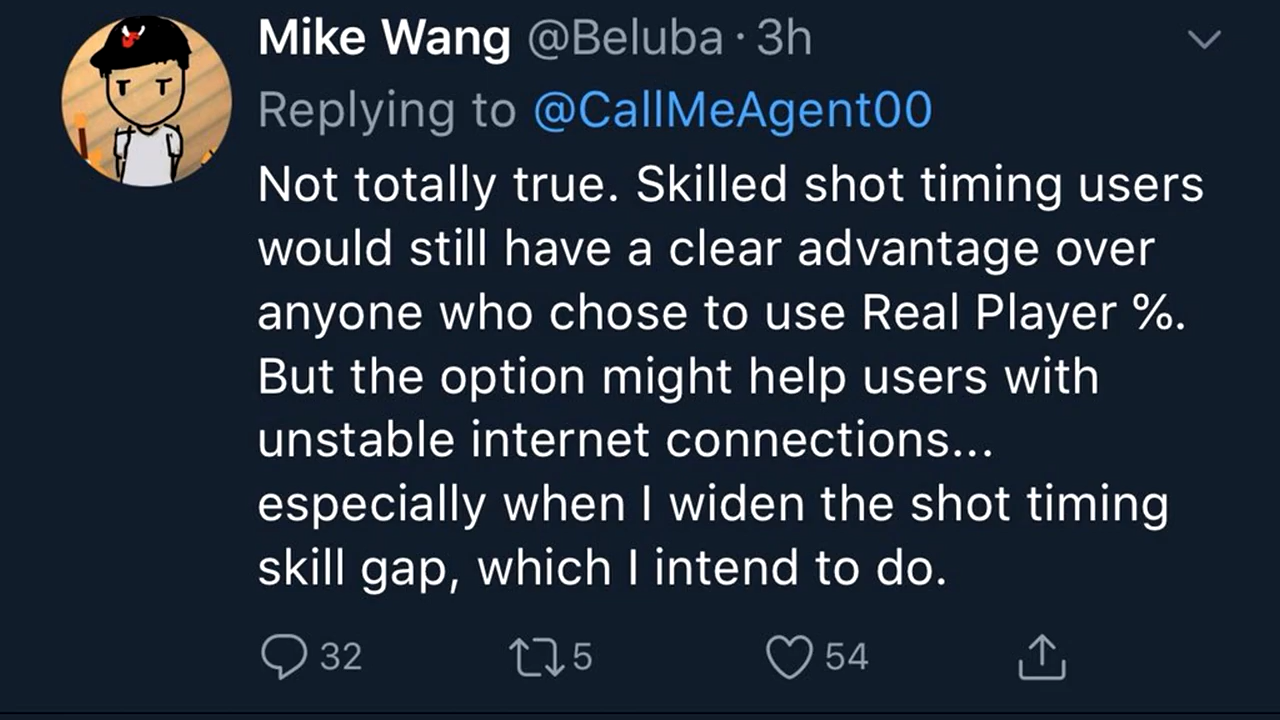 Mike Wang @Beluba · 3h
Replying to @CallMeAgent00
Not totally true. Skilled shot timing users
would still have a clear advantage over
anyone who chose to use Real Player %.
But the option might help users with
unstable internet connections...
especially when I widen the shot timing
skill gap, which I intend to do.
32 5 54